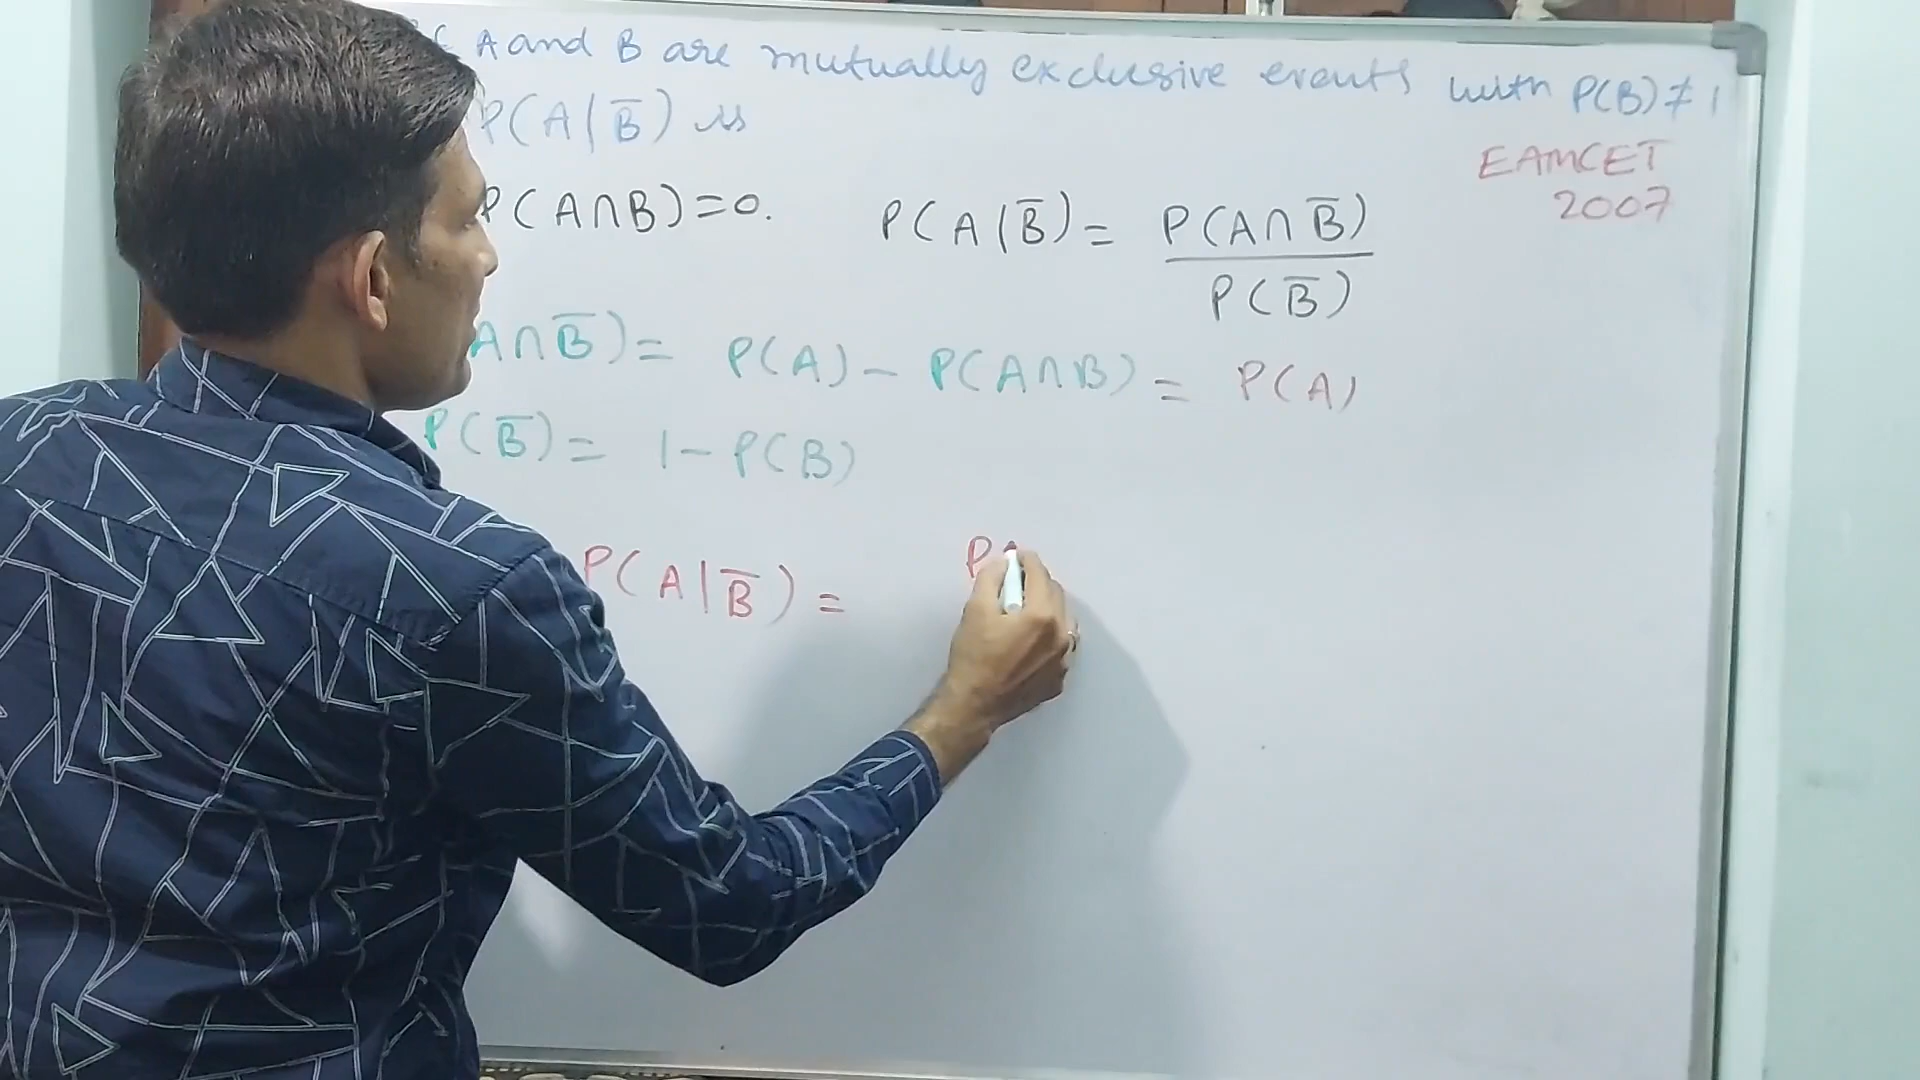 A and B are mutually exclusive events with P(B) ≠ 1
P(A|B̅) is
EAMCET
2007
P(A∩B)=0.
P(A|B̅) = P(A∩B̅)
P(B̅)
A∩B̅) = P(A) - P(A∩B) = P(A)
P(B̅) = 1-P(B)
P(A|B̅) = P